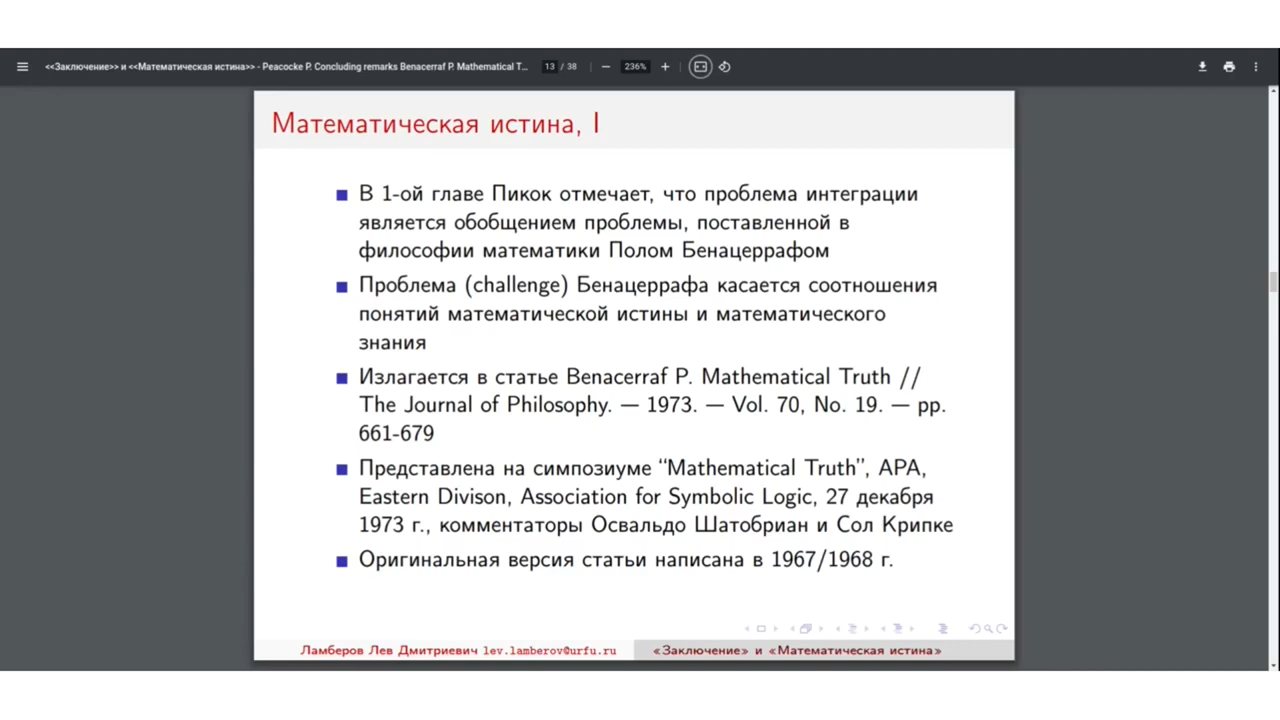 <<Заключение>> и <<Математическая истина>> - Peacocke P. Concluding remarks Benacerraf P. Mathematical T...
13 / 38
236%
Математическая истина, I
В 1-ой главе Пикок отмечает, что проблема интеграции
является обобщением проблемы, поставленной в
философии математики Полом Бенацеррафом
Проблема (challenge) Бенацеррафа касается соотношения
понятий математической истины и математического
знания
Излагается в статье Benacerraf P. Mathematical Truth //
The Journal of Philosophy. — 1973. — Vol. 70, No. 19. — pp.
661-679
Представлена на симпозиуме “Mathematical Truth”, APA,
Eastern Divison, Association for Symbolic Logic, 27 декабря
1973 г., комментаторы Освальдо Шатобриан и Сол Крипке
Оригинальная версия статьи написана в 1967/1968 г.
Ламберов Лев Дмитриевич lev.lamberov@urfu.ru
«Заключение» и «Математическая истина»